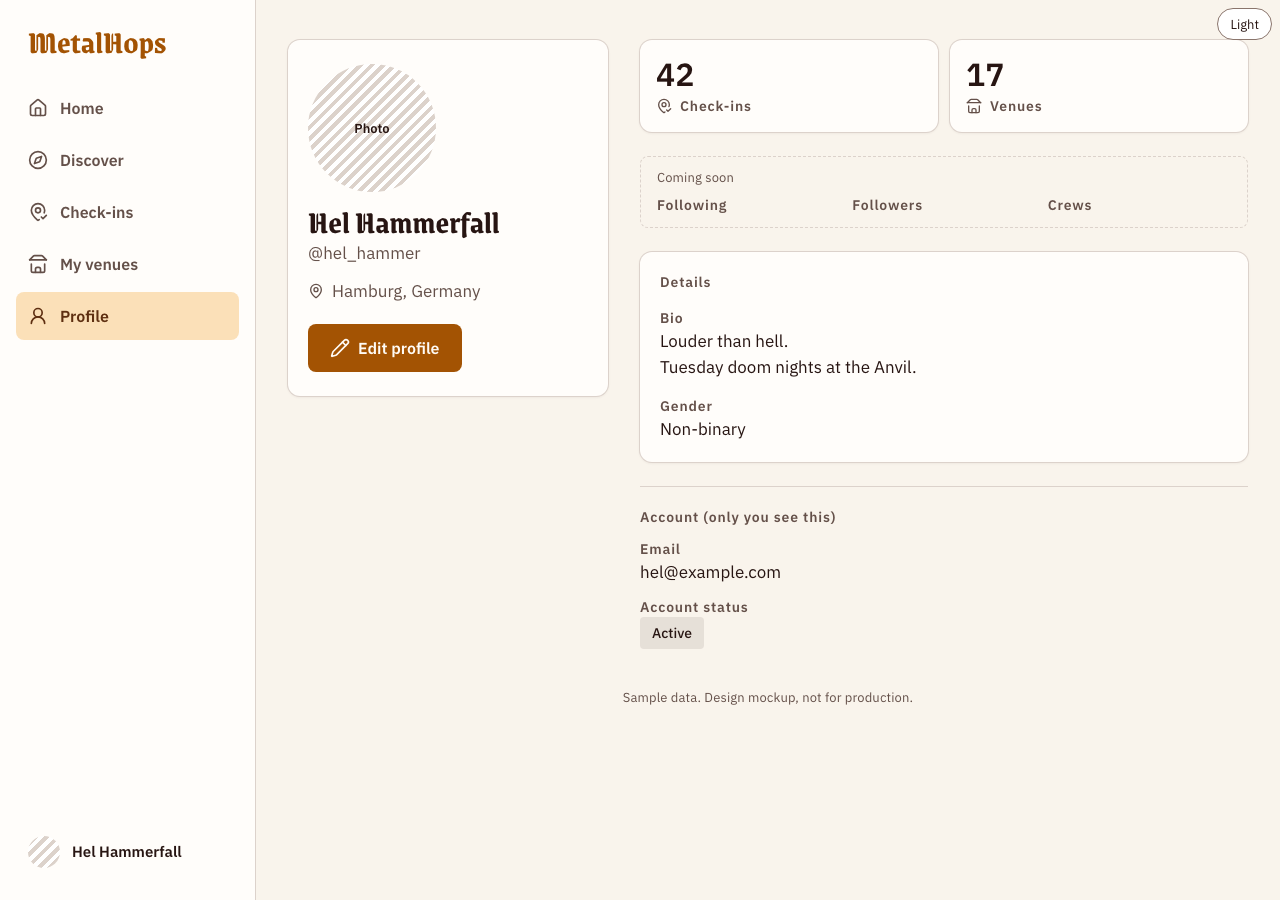 MetalHops
Home
Discover
Check-ins
My venues
Profile
Hel Hammerfall
Light
Photo
Hel Hammerfall
@hel_hammer
Hamburg, Germany
Edit profile
42
Check-ins
17
Venues
Coming soon
Following Followers Crews
Details
Bio
Louder than hell.
Tuesday doom nights at the Anvil.
Gender
Non-binary
Account (only you see this)
Email
hel@example.com
Account status
Active
Sample data. Design mockup, not for production.